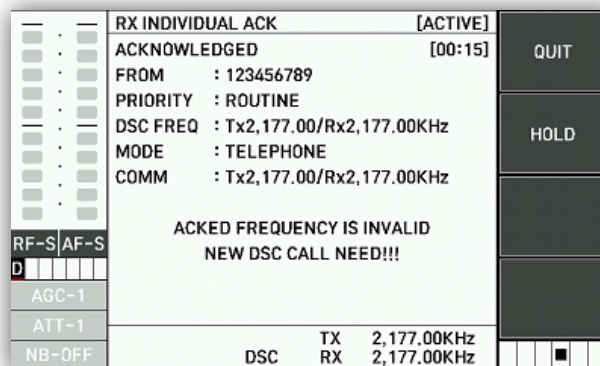 RX INDIVIDUAL ACK [ACTIVE]
ACKNOWLEDGED [00:15]
FROM : 123456789
PRIORITY : ROUTINE
DSC FREQ : Tx2,177.00/Rx2,177.00KHz
MODE : TELEPHONE
COMM : Tx2,177.00/Rx2,177.00KHz
ACKED FREQUENCY IS INVALID
NEW DSC CALL NEED!!!
QUIT
HOLD
RF-S AF-S
D
AGC-1
ATT-1
NB-OFF
TX 2,177.00KHz
DSC RX 2,177.00KHz